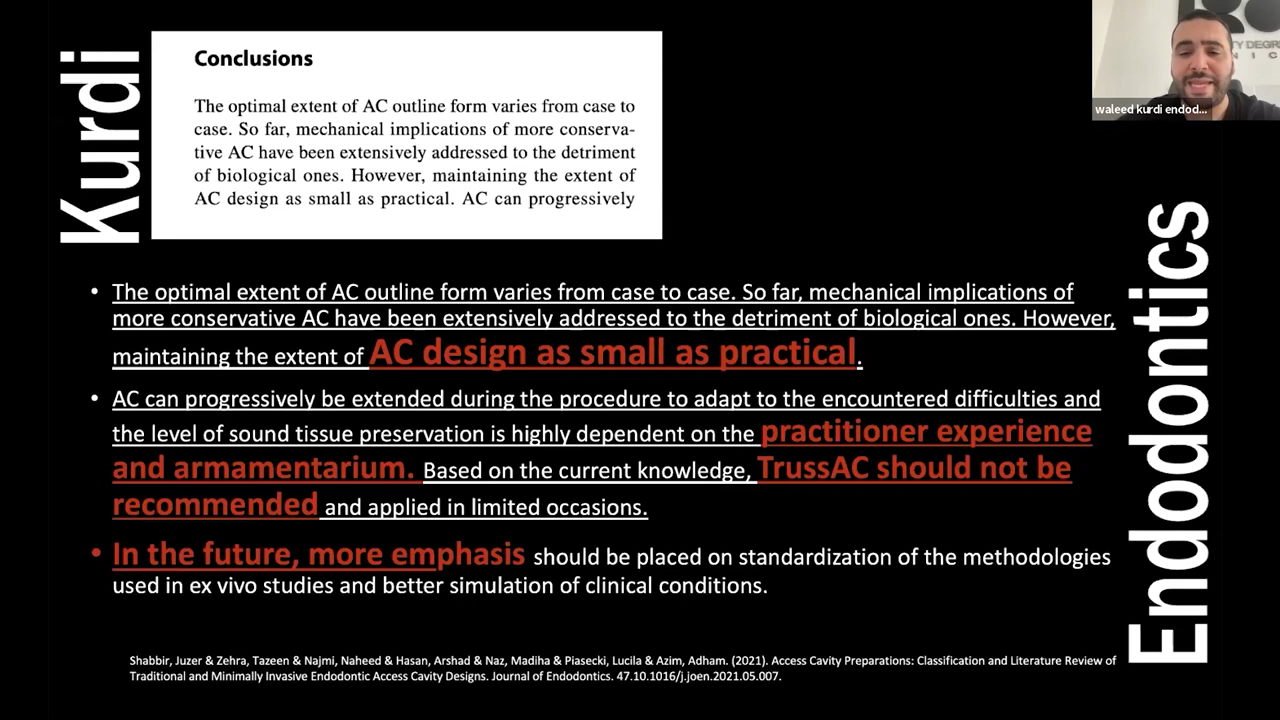 Kurdi
Conclusions
The optimal extent of AC outline form varies from case to
case. So far, mechanical implications of more conserva-
tive AC have been extensively addressed to the detriment
of biological ones. However, maintaining the extent of
AC design as small as practical. AC can progressively
TY DEGRE
N I C
waleed kurdi endod...
• The optimal extent of AC outline form varies from case to case. So far, mechanical implications of
more conservative AC have been extensively addressed to the detriment of biological ones. However,
maintaining the extent of AC design as small as practical.
• AC can progressively be extended during the procedure to adapt to the encountered difficulties and
the level of sound tissue preservation is highly dependent on the practitioner experience
and armamentarium. Based on the current knowledge, TrussAC should not be
recommended and applied in limited occasions.
• In the future, more emphasis should be placed on standardization of the methodologies
used in ex vivo studies and better simulation of clinical conditions.
Endodontics
Shabbir, Juzer & Zehra, Tazeen & Najmi, Naheed & Hasan, Arshad & Naz, Madiha & Piasecki, Lucila & Azim, Adham. (2021). Access Cavity Preparations: Classification and Literature Review of
Traditional and Minimally Invasive Endodontic Access Cavity Designs. Journal of Endodontics. 47.10.1016/j.joen.2021.05.007.